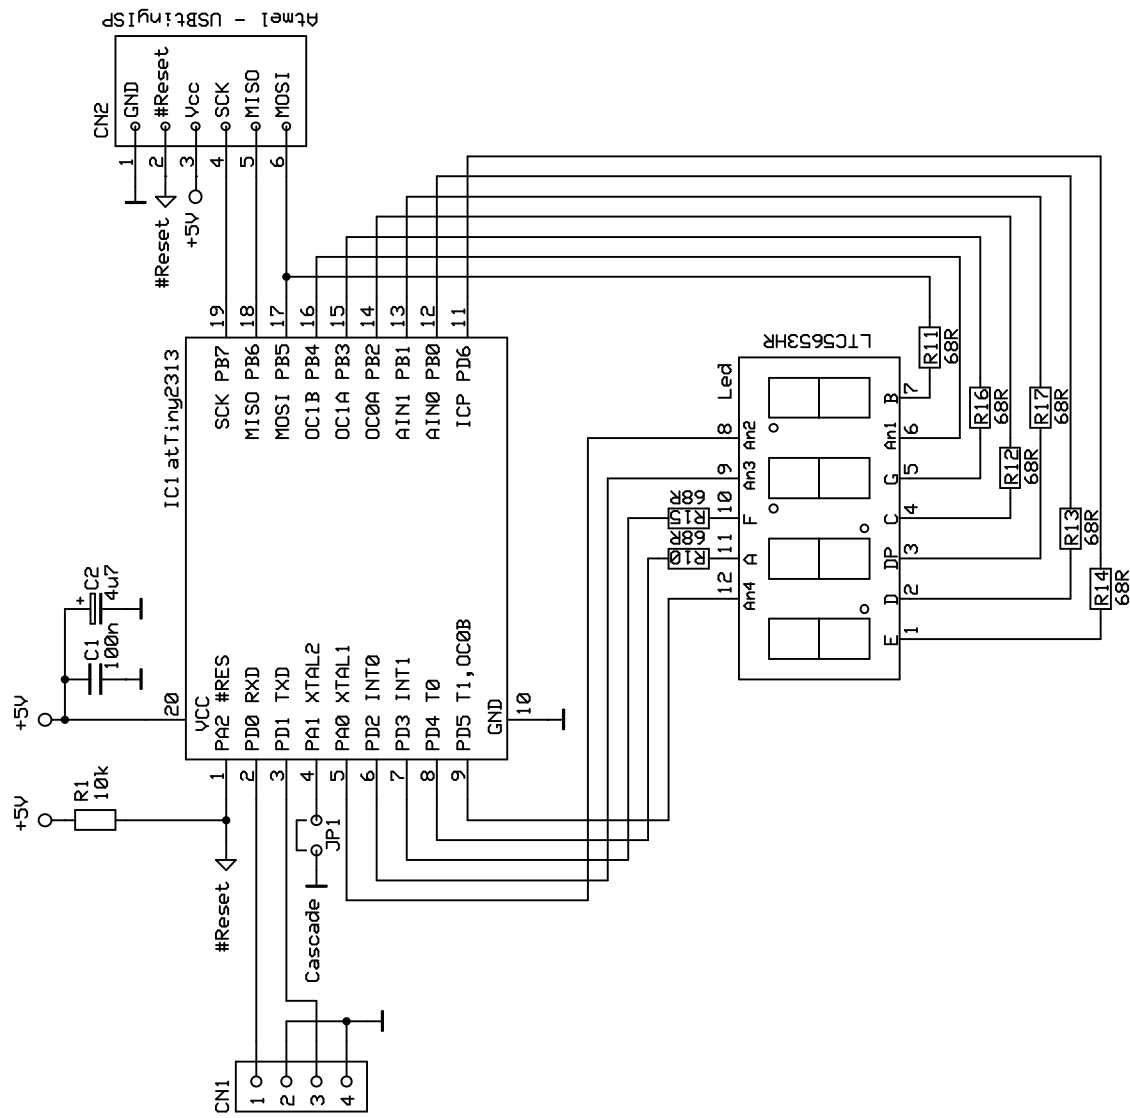 Atmel - USBtinyISP
CN2
GND
#Reset
Vcc
SCK
MISO
MOSI
1
2
3
4
5
6
#Reset
+5V
19
18
17
16
15
14
13
12
11
SCK PB7
MISO PB6
MOSI PB5
OC1B PB4
OC1A PB3
OC0A PB2
AIN1 PB1
AIN0 PB0
ICP PD6
IC1 atTiny2313
LTC5653HR
Led
R11
68R
R16
68R
R17
68R
R12
68R
R13
68R
R14
68R
B 7
An1 6
G 5
C 4
DP 3
D 2
E 1
8 An2
9 An3
10 F
11 A
12 An4
R15
68R
R10
68R
C2
4u7
+
C1
100n
+5V
20
VCC
PA2 #RES
PD0 RXD
PD1 TXD
PA1 XTAL2
PA0 XTAL1
PD2 INT0
PD3 INT1
PD4 T0
PD5 T1,OC0B
GND
10
1
2
3
4
5
6
7
8
9
+5V
R1
10k
#Reset
JP1
Cascade
CN1
1
2
3
4